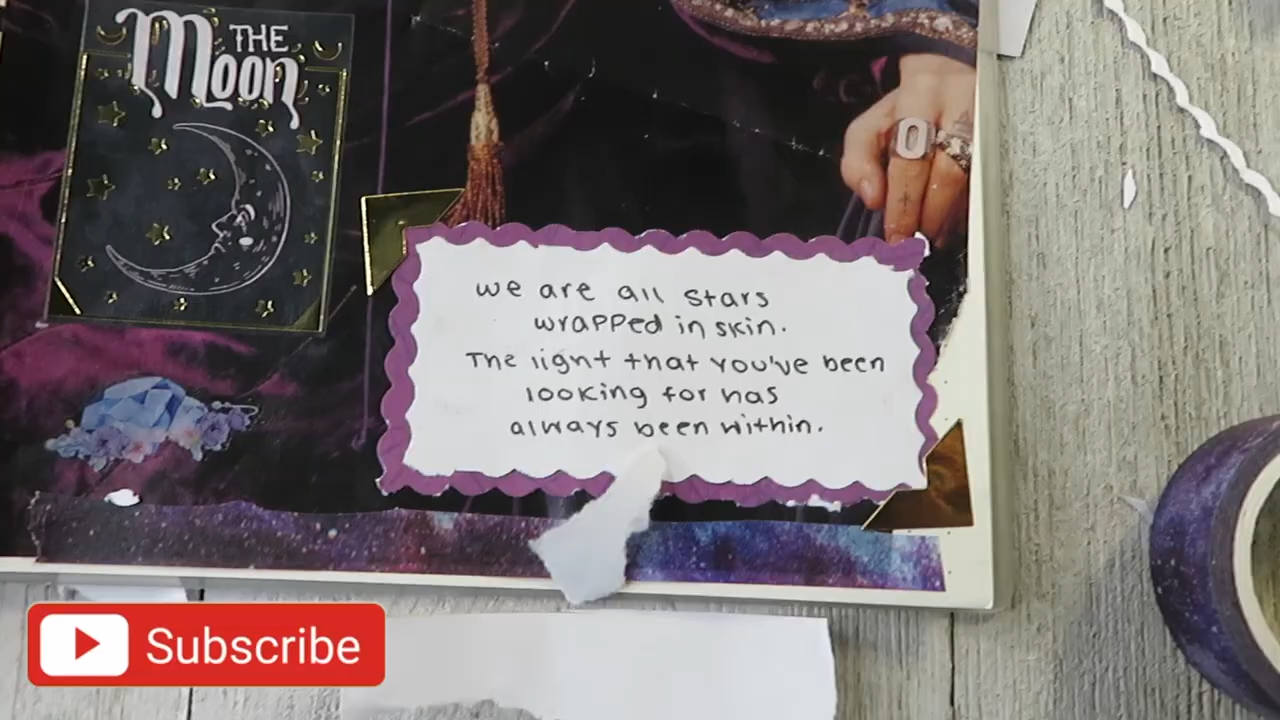 THE
Moon
we are all stars
wrapped in skin.
The light that you've been
looking for has
always been within.
Subscribe